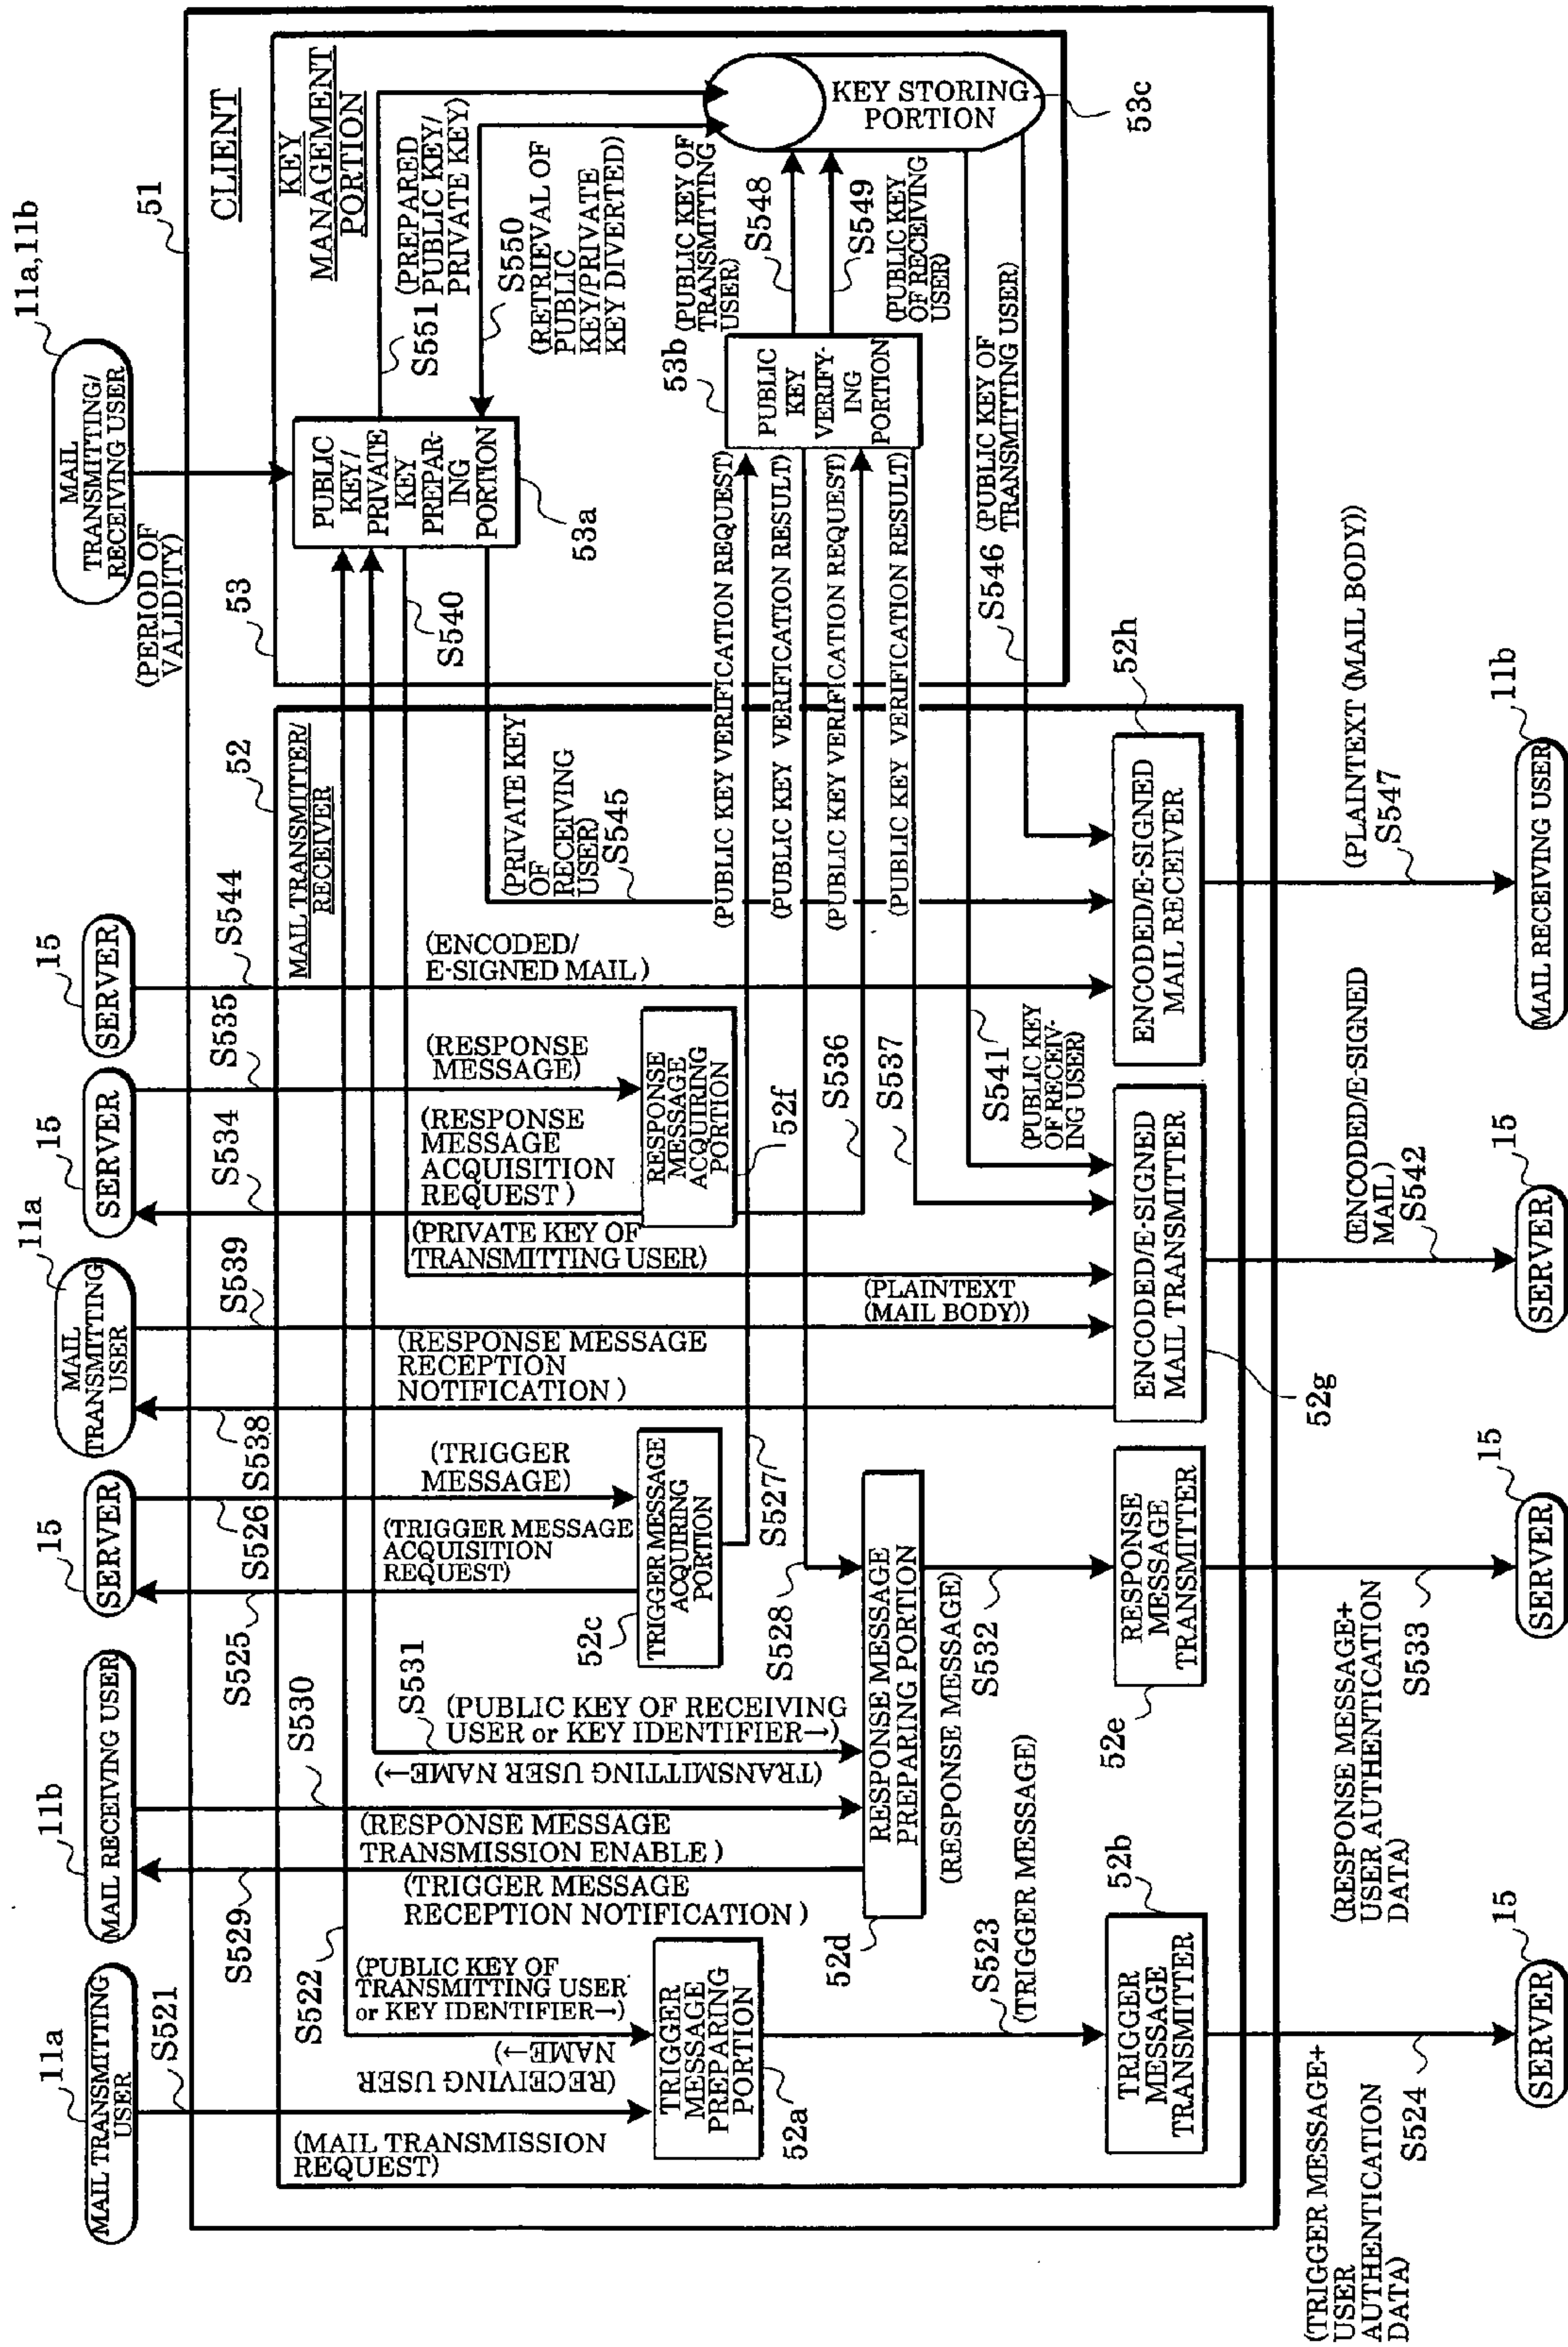 11a
MAIL TRANSMITTING
USER
S521
(MAIL TRANSMISSION
REQUEST)
11b
MAIL RECEIVING USER
S529
S530
(TRIGGER MESSAGE
RECEPTION NOTIFICATION)
(RESPONSE MESSAGE
TRANSMISSION ENABLE)
15
SERVER
S525
S526
(TRIGGER MESSAGE
ACQUISITION
REQUEST)
(TRIGGER
MESSAGE)
11a
MAIL
TRANSMITTING
USER
S538
S539
(RESPONSE MESSAGE
RECEPTION
NOTIFICATION)
(PLAINTEXT
(MAIL BODY))
15
SERVER
S534
S535
(RESPONSE
MESSAGE
ACQUISITION
REQUEST)
(RESPONSE
MESSAGE)
15
SERVER
S544
(ENCODED/
E-SIGNED MAIL)
11a,11b
MAIL
TRANSMITTING/
RECEIVING USER
(PERIOD OF
VALIDITY)
51
CLIENT
52
MAIL TRANSMITTER/
RECEIVER
53
KEY
MANAGEMENT
PORTION
S522
(PUBLIC KEY OF
TRANSMITTING USER
or KEY IDENTIFIER→)
(RECEIVING USER
NAME→)
S531
(PUBLIC KEY OF RECEIVING
USER or KEY IDENTIFIER→)
(TRANSMITTING USER NAME→)
TRIGGER
MESSAGE
PREPARING
PORTION
52a
S523
(TRIGGER MESSAGE)
TRIGGER
MESSAGE
TRANSMITTER
52b
TRIGGER MESSAGE
ACQUIRING
PORTION
52c
S527
S528
RESPONSE MESSAGE
PREPARING PORTION
52d
(RESPONSE MESSAGE)
S532
RESPONSE
MESSAGE
TRANSMITTER
52e
RESPONSE
MESSAGE
ACQUIRING
PORTION
52f
S536
S537
(PRIVATE KEY OF
TRANSMITTING USER)
S540
S541
(PUBLIC KEY
OF RECEIV-
ING USER)
ENCODED/E-SIGNED
MAIL TRANSMITTER
52g
(PRIVATE KEY
OF
RECEIVING
USER)
S545
ENCODED/E-SIGNED
MAIL RECEIVER
52h
PUBLIC
KEY/
PRIVATE
KEY
PREPAR-
ING
PORTION
53a
S551
(PREPARED
PUBLIC KEY/
PRIVATE KEY)
S550
(RETRIEVAL OF
PUBLIC
KEY/PRIVATE
KEY DIVERTED)
(PUBLIC KEY VERIFICATION REQUEST)
(PUBLIC KEY VERIFICATION RESULT)
(PUBLIC KEY VERIFICATION REQUEST)
(PUBLIC KEY VERIFICATION RESULT)
53b
PUBLIC
KEY
VERIFY-
ING
PORTION
(PUBLIC KEY OF
TRANSMITTING
USER)
S548
S549
(PUBLIC KEY
OF RECEIVING
USER)
S546
(PUBLIC KEY OF
TRANSMITTING USER)
KEY STORING
PORTION
53c
(TRIGGER MESSAGE+
USER
AUTHENTICATION
DATA)
S524
15
SERVER
(RESPONSE MESSAGE+
USER AUTHENTICATION
DATA)
S533
15
SERVER
(ENCODED/E-SIGNED
MAIL)
S542
15
SERVER
(PLAINTEXT (MAIL BODY))
S547
11b
MAIL RECEIVING USER